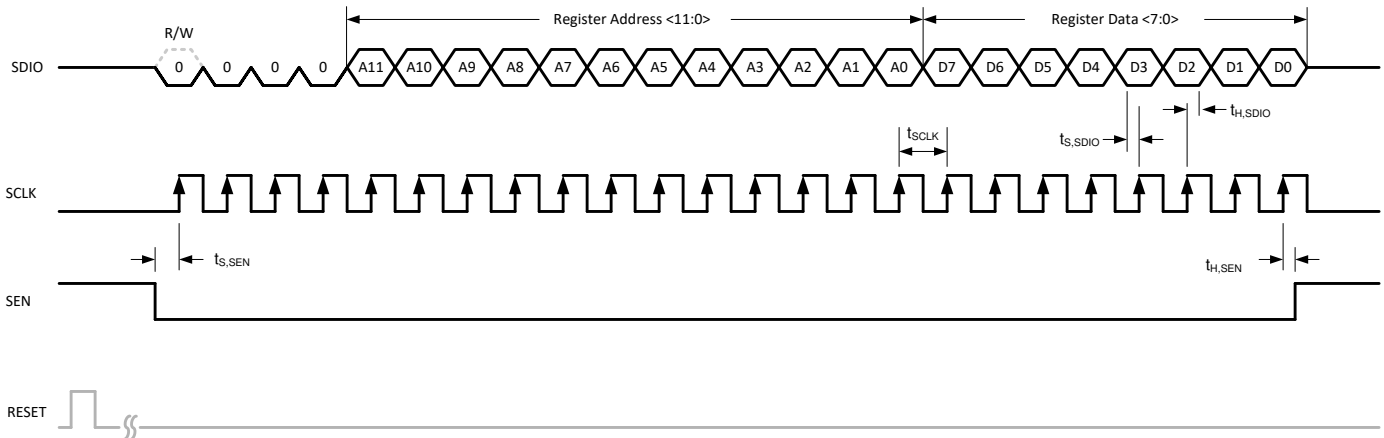 Register Address <11:0> Register Data <7:0>
R/W
SDIO 0 0 0 0 A11 A10 A9 A8 A7 A6 A5 A4 A3 A2 A1 A0 D7 D6 D5 D4 D3 D2 D1 D0
tH,SDIO
tSCLK tS,SDIO
SCLK
tS,SEN tH,SEN
SEN
RESET